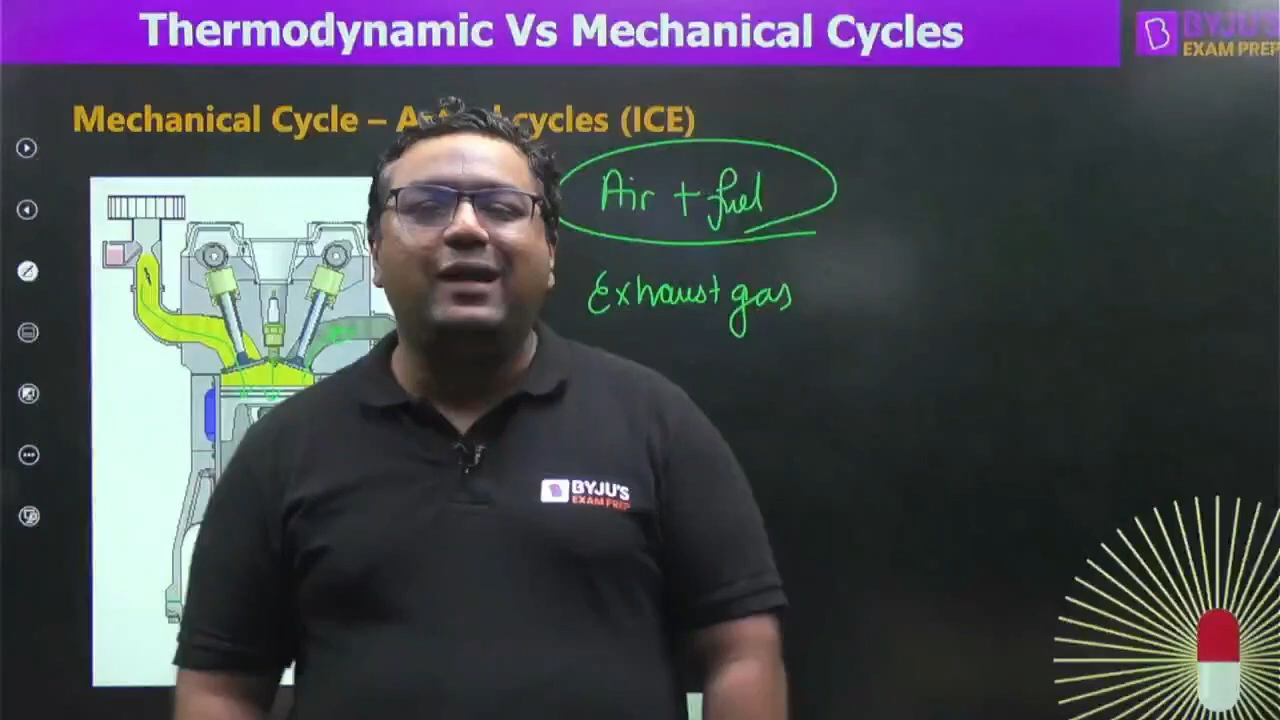 Thermodynamic Vs Mechanical Cycles
BYJU'S
EXAM PREP
Mechanical Cycle – cycles (ICE)
Air + fuel
Exhaust gas
BYJU'S
EXAM PREP